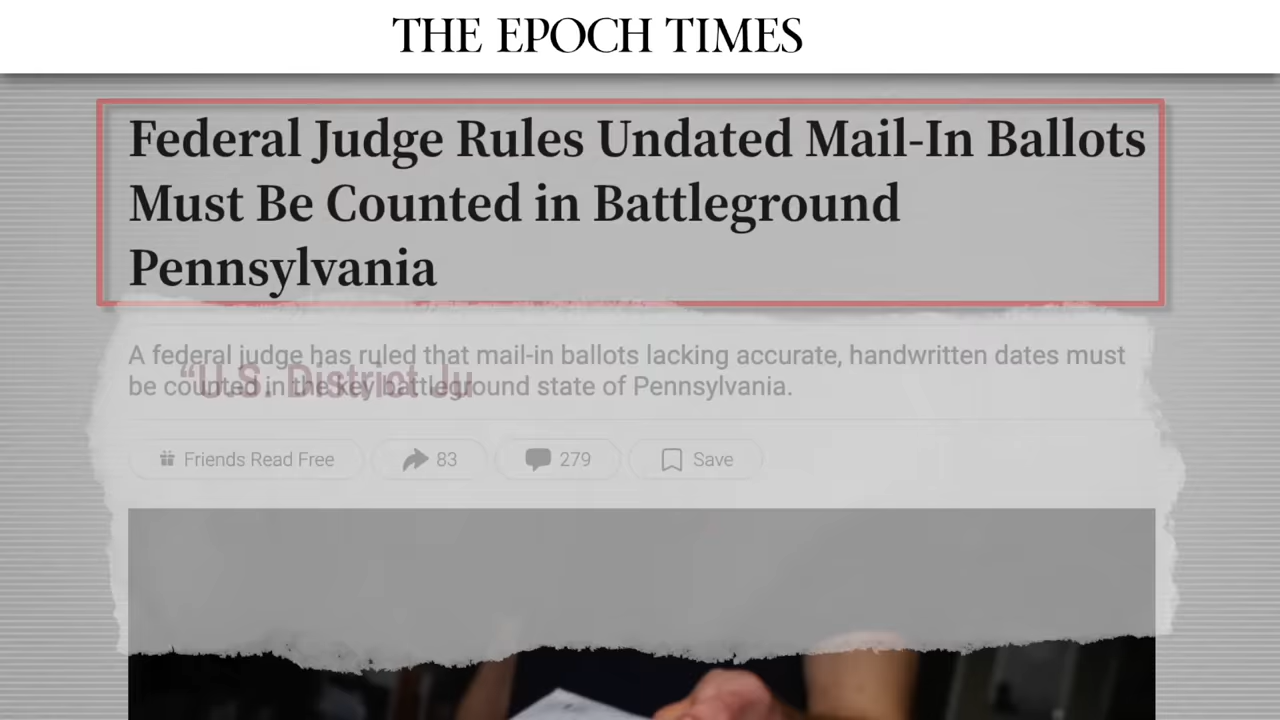 THE EPOCH TIMES
Federal Judge Rules Undated Mail-In Ballots
Must Be Counted in Battleground
Pennsylvania
A federal judge has ruled that mail-in ballots lacking accurate, handwritten dates must
be counted in the key battleground state of Pennsylvania.
“U.S. District Ju
Friends Read Free 83 279 Save